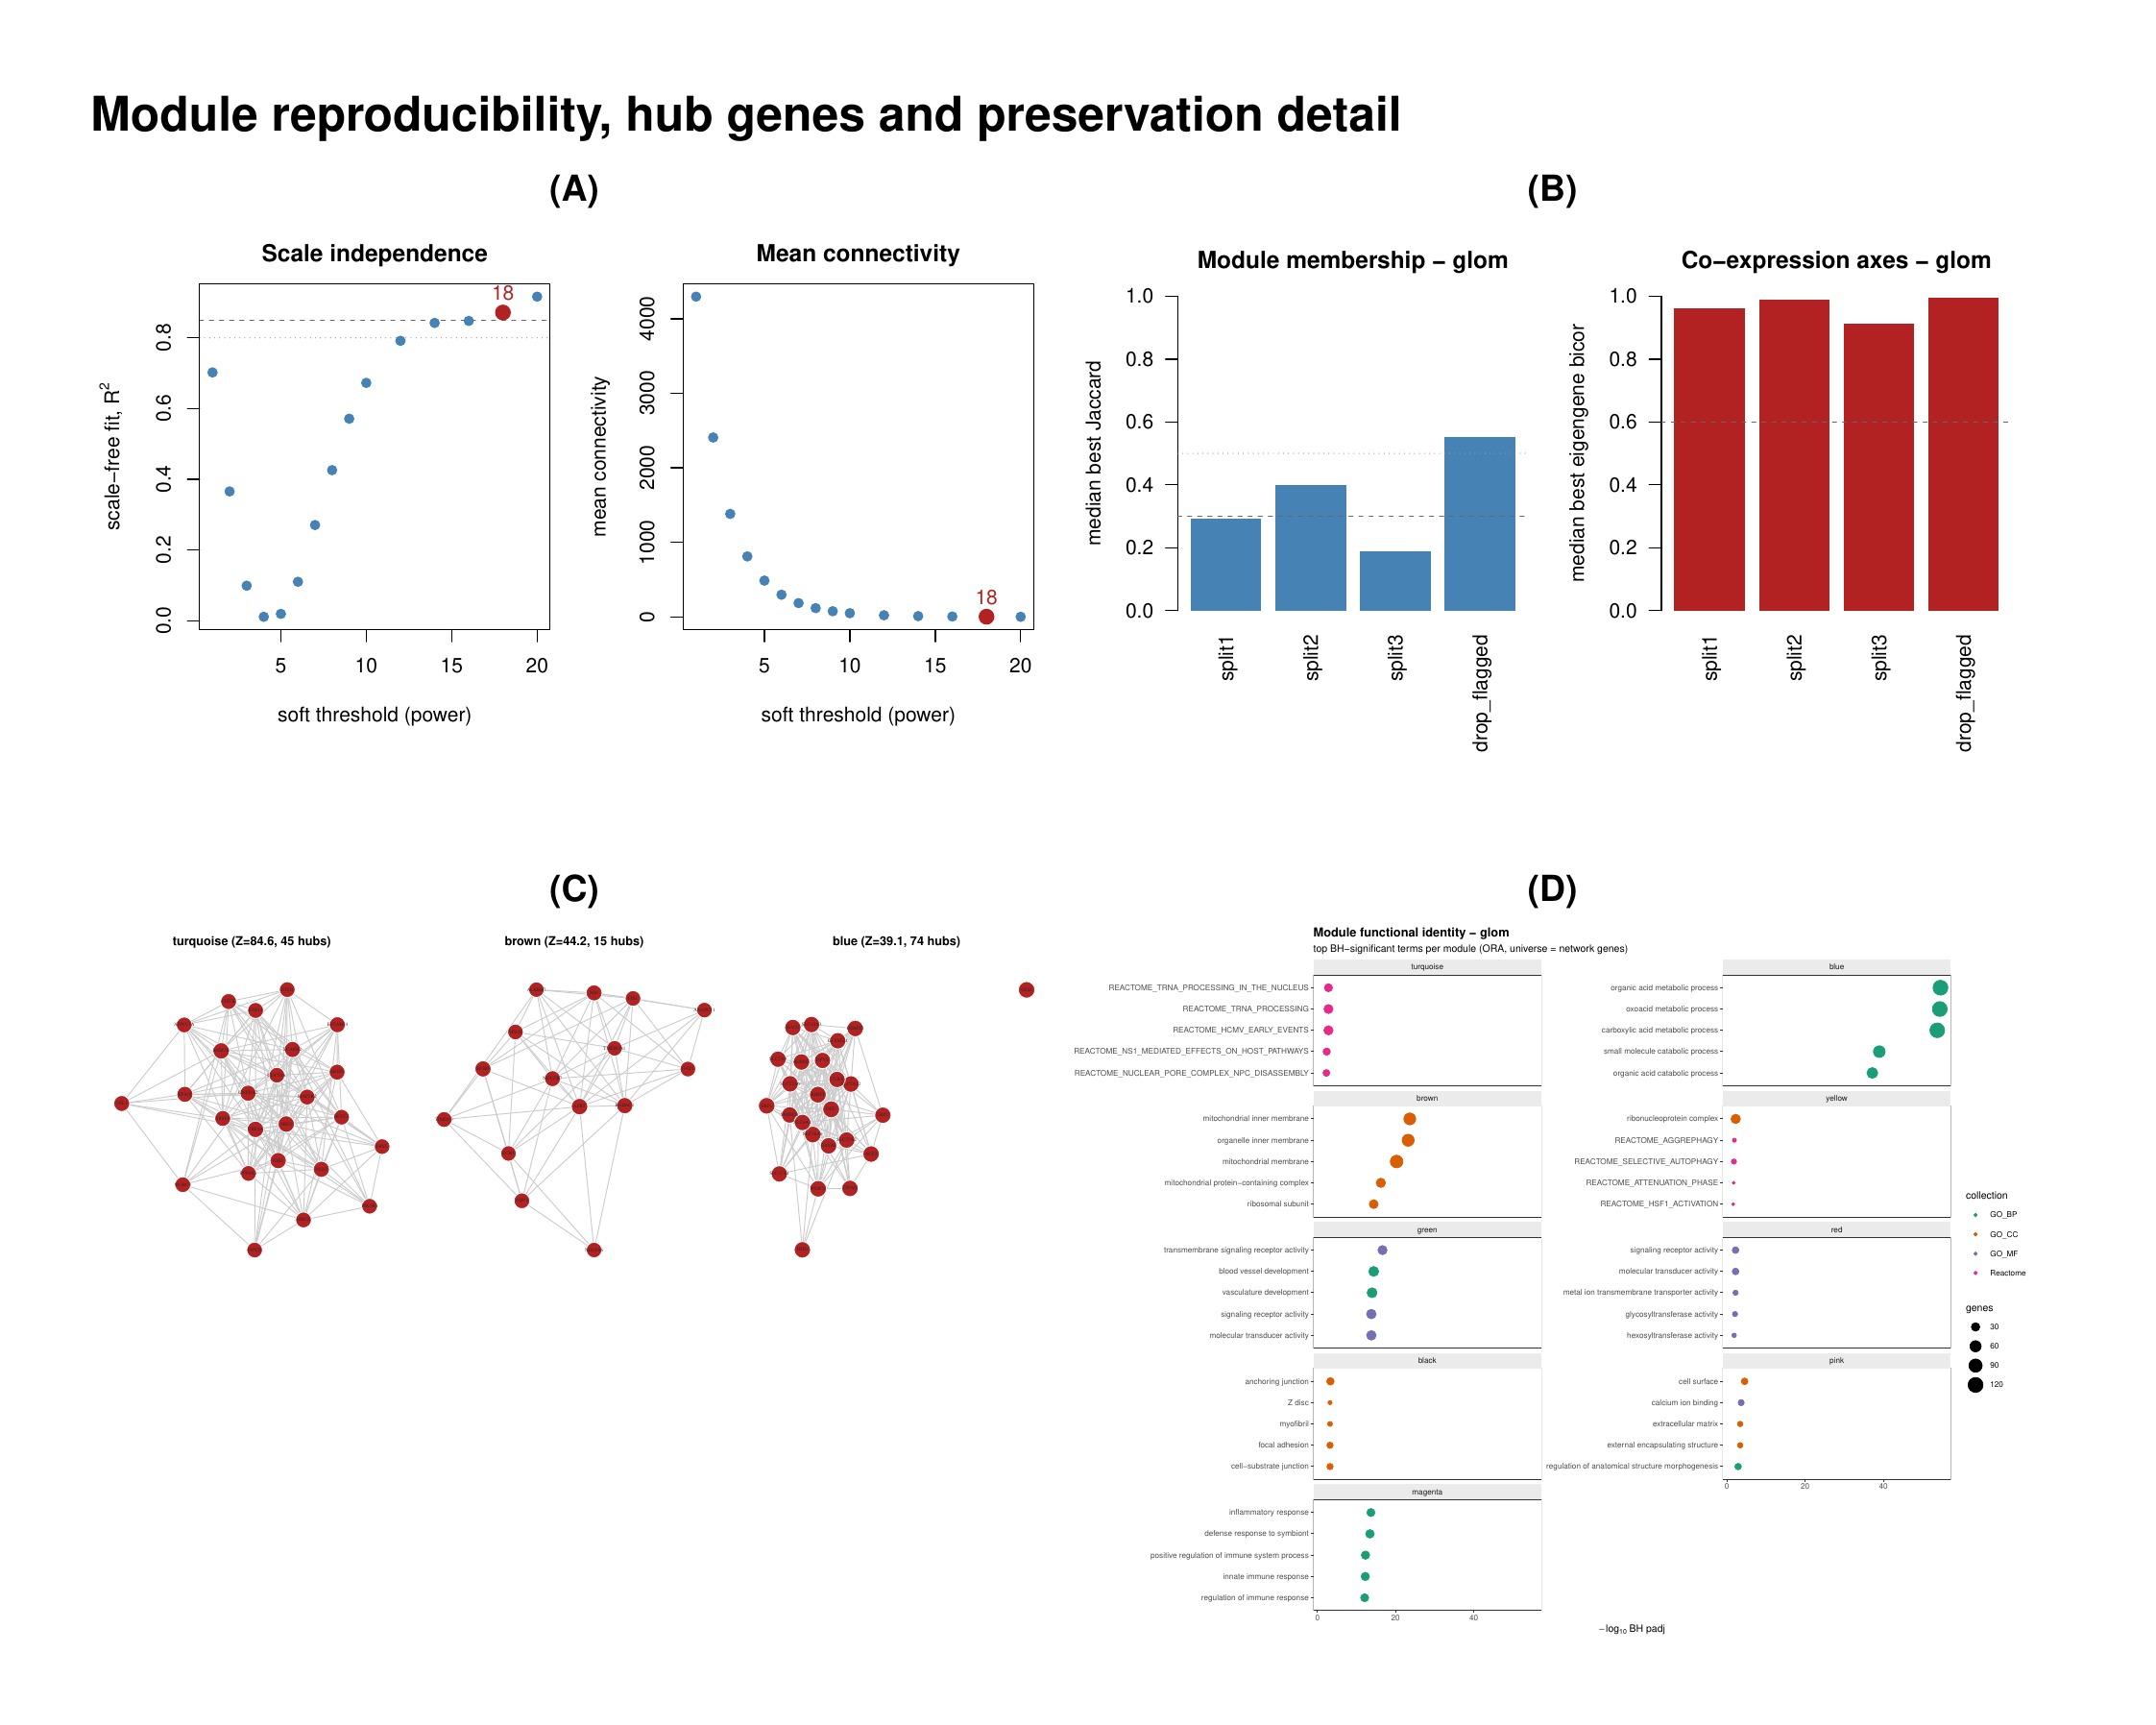 Module reproducibility, hub genes and preservation detail
(A)
Scale independence
18
0.0
0.2
0.4
0.6
0.8
scale−free fit, R2
5
10
15
20
soft threshold (power)
Mean connectivity
18
0
1000
2000
3000
4000
mean connectivity
5
10
15
20
soft threshold (power)
(B)
Module membership − glom
1.0
0.8
0.6
0.4
0.2
0.0
median best Jaccard
split1
split2
split3
drop_flagged
Co−expression axes − glom
1.0
0.8
0.6
0.4
0.2
0.0
median best eigengene bicor
split1
split2
split3
drop_flagged
(C)
turquoise (Z=84.6, 45 hubs)
brown (Z=44.2, 15 hubs)
blue (Z=39.1, 74 hubs)
(D)
Module functional identity − glom
top BH−significant terms per module (ORA, universe = network genes)
turquoise
REACTOME_TRNA_PROCESSING_IN_THE_NUCLEUS
REACTOME_TRNA_PROCESSING
REACTOME_HCMV_EARLY_EVENTS
REACTOME_NS1_MEDIATED_EFFECTS_ON_HOST_PATHWAYS
REACTOME_NUCLEAR_PORE_COMPLEX_NPC_DISASSEMBLY
blue
organic acid metabolic process
oxoacid metabolic process
carboxylic acid metabolic process
small molecule catabolic process
organic acid catabolic process
brown
mitochondrial inner membrane
organelle inner membrane
mitochondrial membrane
mitochondrial protein−containing complex
ribosomal subunit
yellow
ribonucleoprotein complex
REACTOME_AGGREPHAGY
REACTOME_SELECTIVE_AUTOPHAGY
REACTOME_ATTENUATION_PHASE
REACTOME_HSF1_ACTIVATION
green
transmembrane signaling receptor activity
blood vessel development
vasculature development
signaling receptor activity
molecular transducer activity
red
signaling receptor activity
molecular transducer activity
metal ion transmembrane transporter activity
glycosyltransferase activity
hexosyltransferase activity
black
anchoring junction
Z disc
myofibril
focal adhesion
cell−substrate junction
pink
cell surface
calcium ion binding
extracellular matrix
external encapsulating structure
regulation of anatomical structure morphogenesis
0
20
40
magenta
inflammatory response
defense response to symbiont
positive regulation of immune system process
innate immune response
regulation of immune response
0
20
40
−log10 BH padj
collection
GO_BP
GO_CC
GO_MF
Reactome
genes
30
60
90
120